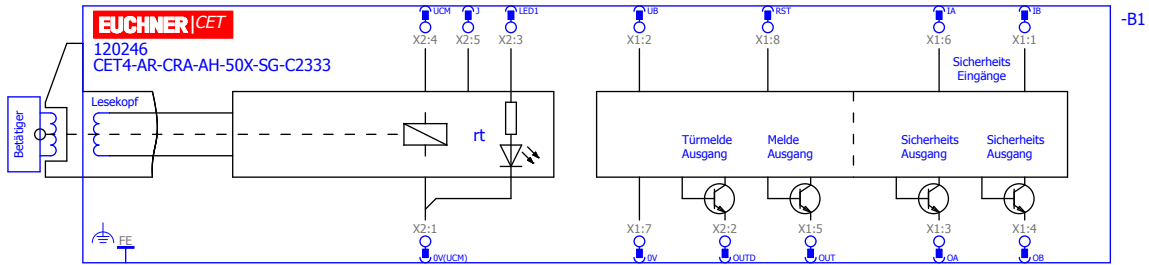 UCM J LED1 UB RST IA IB
-B1
EUCHNER CET
X2:4 X2:5 X2:3 X1:2 X1:8 X1:6 X1:1
120246
CET4-AR-CRA-AH-50X-SG-C2333
Sicherheits
Eingänge
Lesekopf
Betätiger
rt
Türmelde
Ausgang
Melde
Ausgang
Sicherheits
Ausgang
Sicherheits
Ausgang
X2:1 X1:7 X2:2 X1:5 X1:3 X1:4
FE
0V(UCM) 0V OUTD OUT OA OB